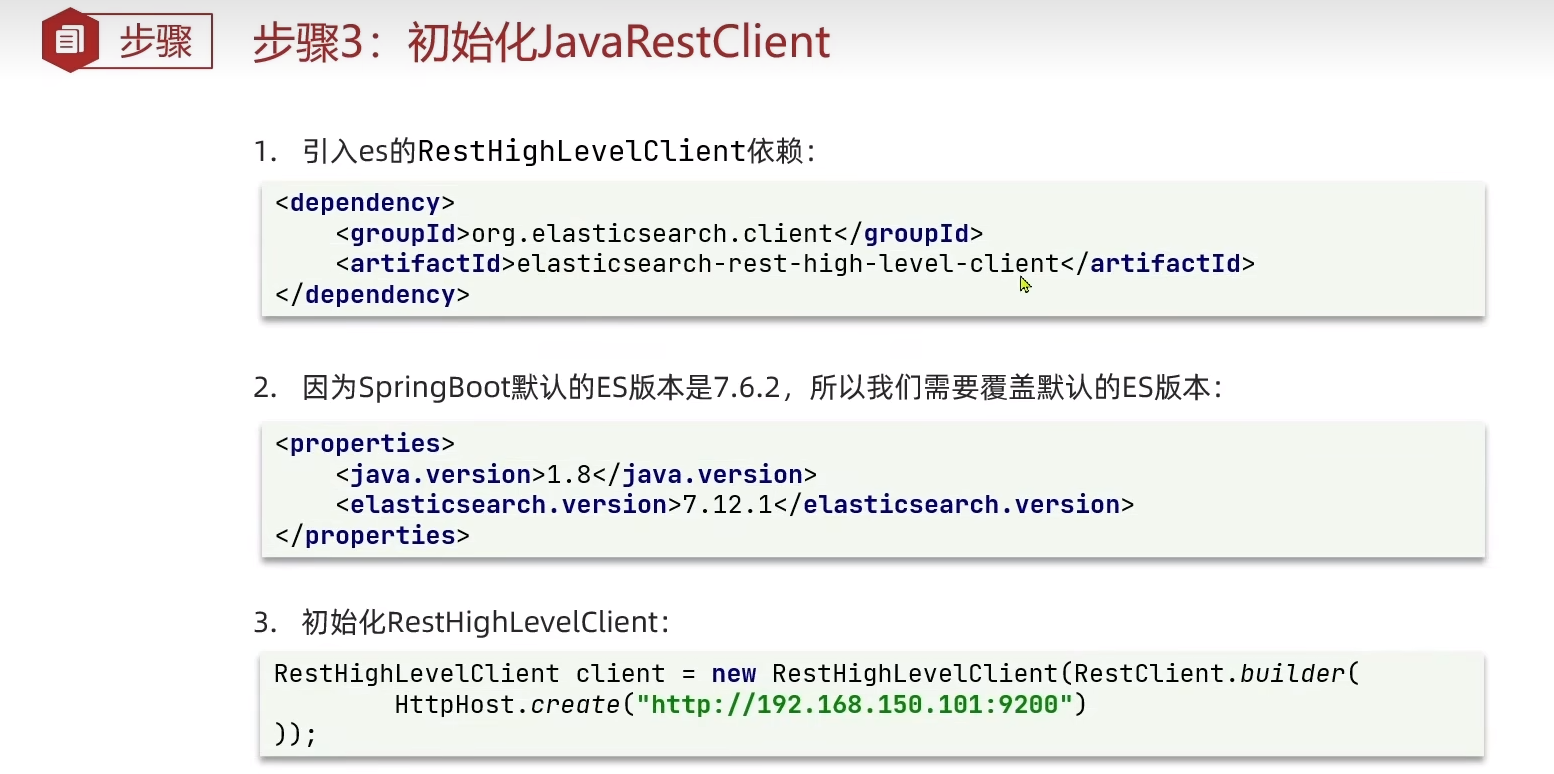 步骤
步骤3：初始化JavaRestClient
1. 引入es的RestHighLevelClient依赖：
<dependency>
    <groupId>org.elasticsearch.client</groupId>
    <artifactId>elasticsearch-rest-high-level-client</artifactId>
</dependency>
2. 因为SpringBoot默认的ES版本是7.6.2，所以我们需要覆盖默认的ES版本：
<properties>
    <java.version>1.8</java.version>
    <elasticsearch.version>7.12.1</elasticsearch.version>
</properties>
3. 初始化RestHighLevelClient：
RestHighLevelClient client = new RestHighLevelClient(RestClient.builder(
        HttpHost.create("http://192.168.150.101:9200")
));